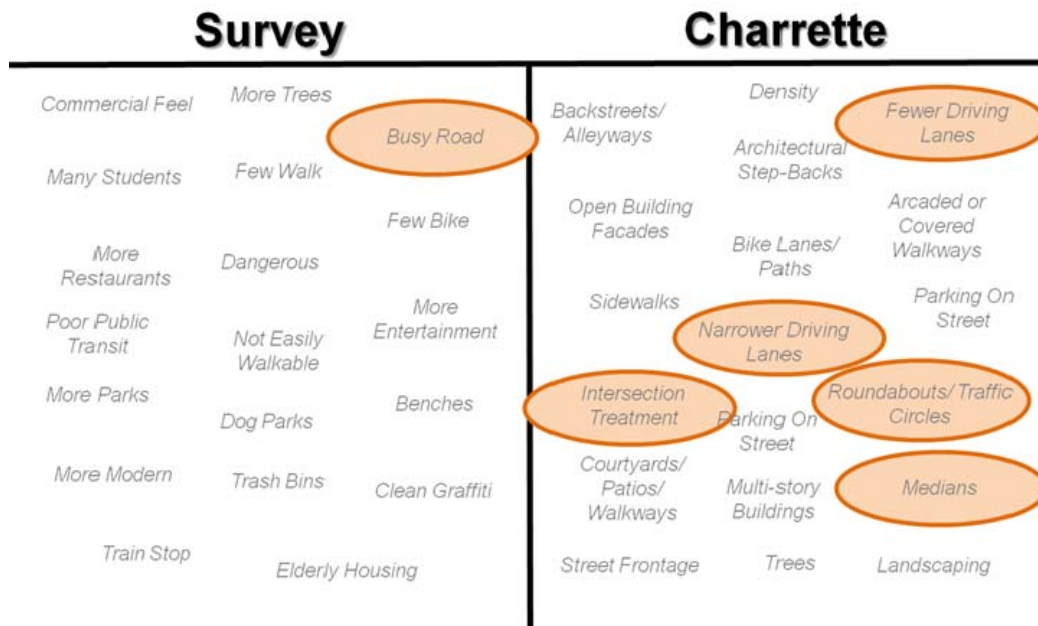 Survey
Charrette
Commercial Feel
More Trees
Busy Road
Many Students
Few Walk
Few Bike
More
Restaurants
Dangerous
More
Entertainment
Poor Public
Transit
Not Easily
Walkable
More Parks
Dog Parks
Benches
More Modern
Trash Bins
Clean Graffiti
Train Stop
Elderly Housing
Backstreets/
Alleyways
Density
Fewer Driving
Lanes
Architectural
Step-Backs
Open Building
Facades
Arcaded or
Covered
Walkways
Bike Lanes/
Paths
Sidewalks
Parking On
Street
Narrower Driving
Lanes
Intersection
Treatment
Roundabouts/ Traffic
Circles
Parking On
Street
Courtyards/
Patios/
Walkways
Multi-story
Buildings
Medians
Street Frontage
Trees
Landscaping